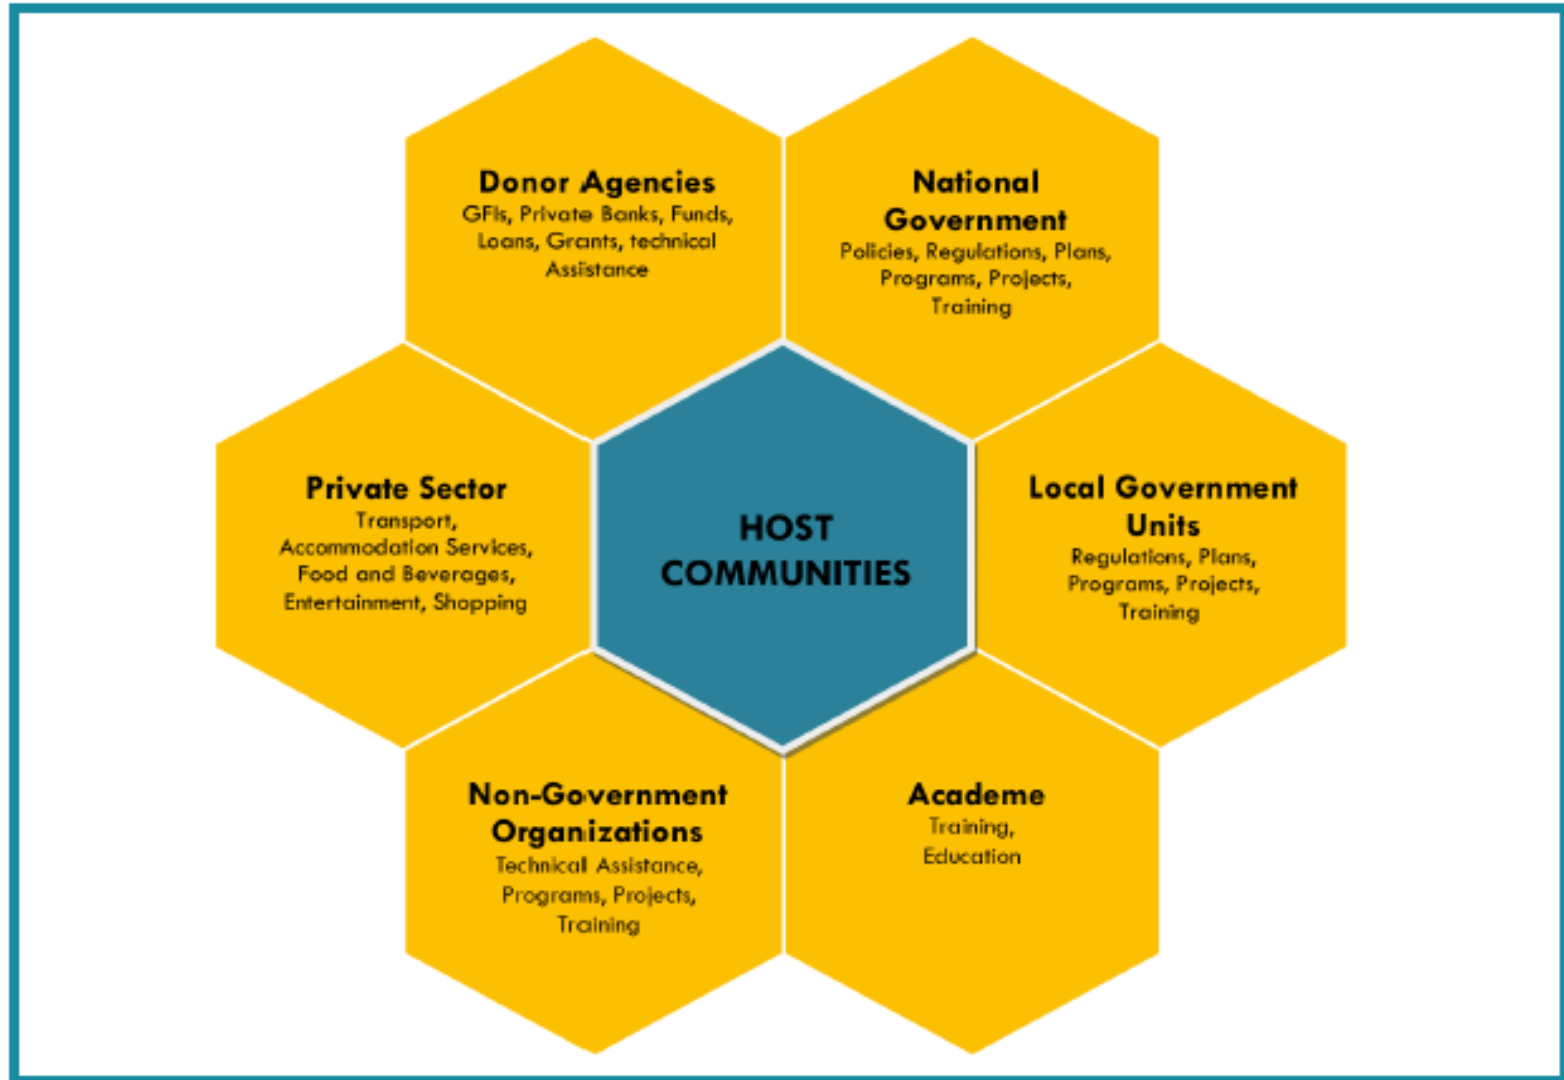 Donor Agencies
GFIs, Private Banks, Funds,
Loans, Grants, technical
Assistance
National
Government
Policies, Regulations, Plans,
Programs, Projects,
Training
Private Sector
Transport,
Accommodation Services,
Food and Beverages,
Entertainment, Shopping
HOST
COMMUNITIES
Local Government
Units
Regulations, Plans,
Programs, Projects,
Training
Non-Government
Organizations
Technical Assistance,
Programs, Projects,
Training
Academe
Training,
Education